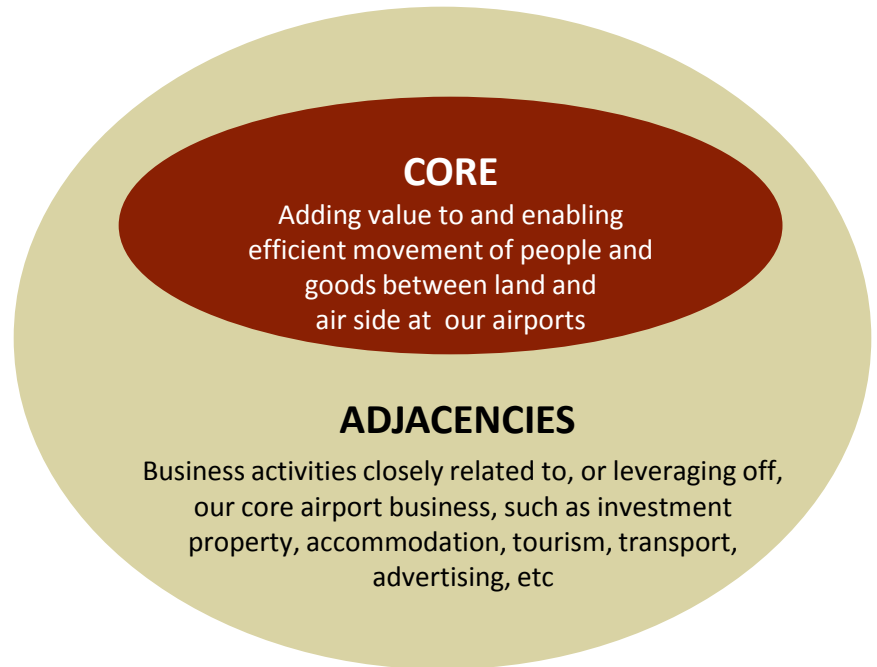 CORE
Adding value to and enabling
efficient movement of people and
goods between land and
air side at our airports
ADJACENCIES
Business activities closely related to, or leveraging off,
our core airport business, such as investment
property, accommodation, tourism, transport,
advertising, etc